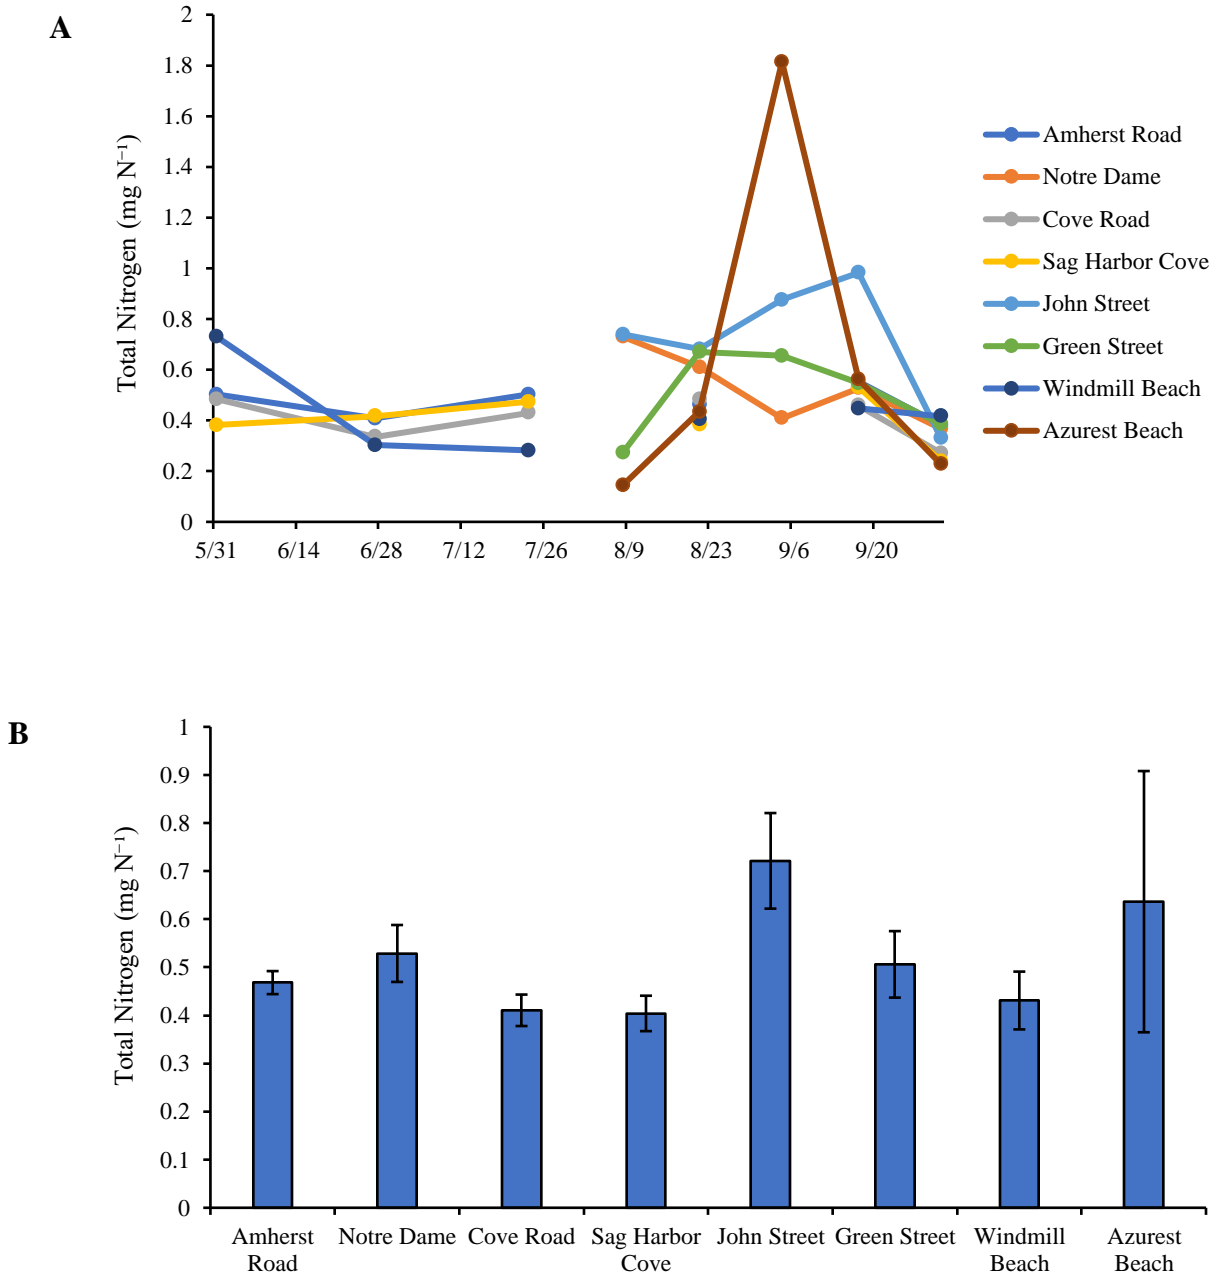 A
Total Nitrogen (mg N⁻¹)
2
1.8
1.6
1.4
1.2
1
0.8
0.6
0.4
0.2
0
5/31 6/14 6/28 7/12 7/26 8/9 8/23 9/6 9/20
Amherst Road
Notre Dame
Cove Road
Sag Harbor Cove
John Street
Green Street
Windmill Beach
Azurest Beach
B
Total Nitrogen (mg N⁻¹)
1
0.9
0.8
0.7
0.6
0.5
0.4
0.3
0.2
0.1
0
Amherst Road
Notre Dame
Cove Road
Sag Harbor Cove
John Street
Green Street
Windmill Beach
Azurest Beach